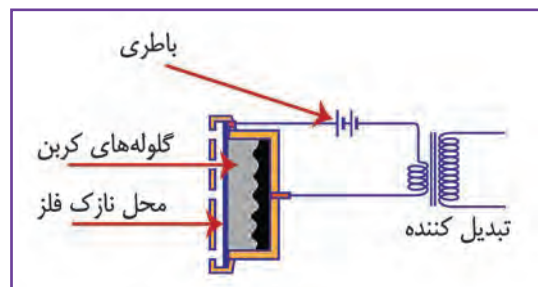 باطری
گلوله‌های کربن
محل نازک فلز
تبدیل کننده